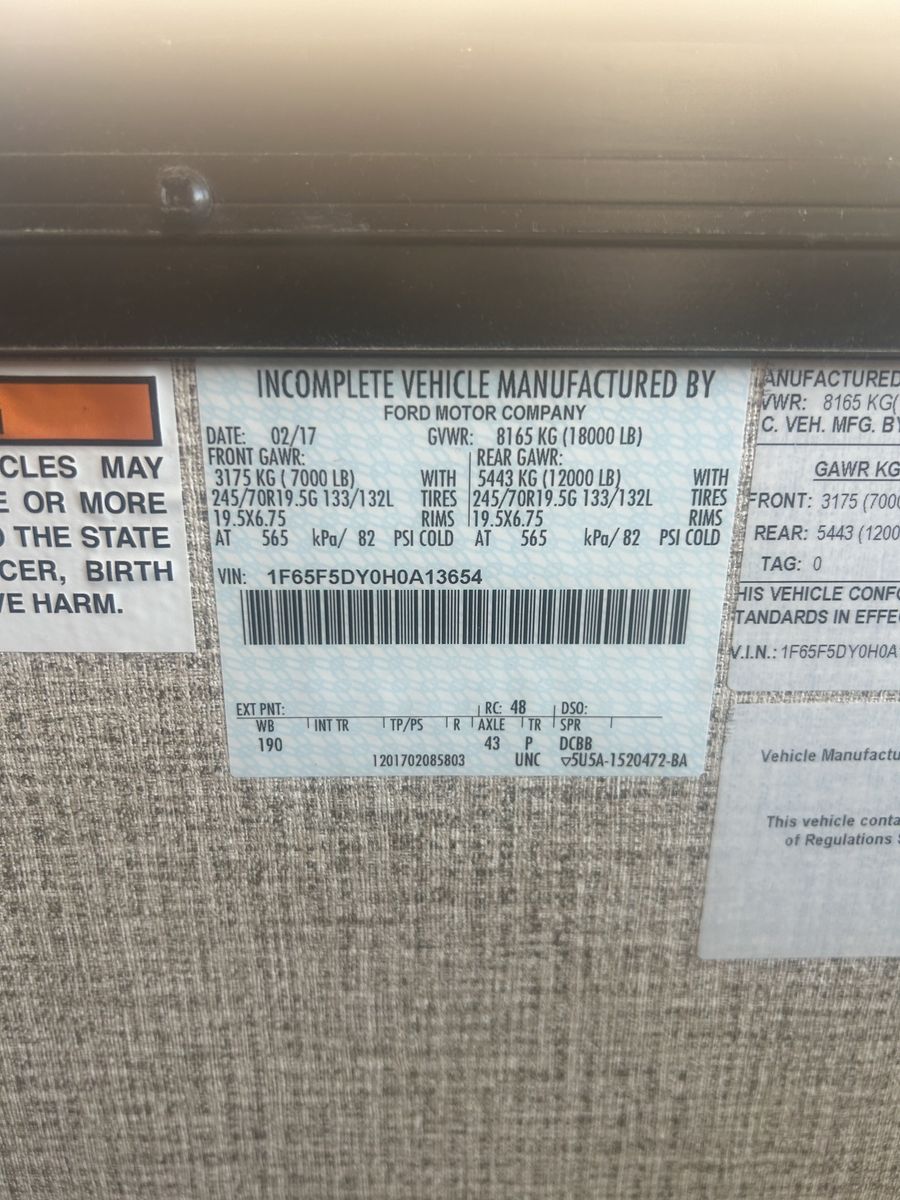 CLES MAY
E OR MORE
THE STATE
CER, BIRTH
E HARM.
INCOMPLETE VEHICLE MANUFACTURED BY
FORD MOTOR COMPANY
DATE: 02/17 GVWR: 8165 KG (18000 LB)
FRONT GAWR: REAR GAWR:
3175 KG ( 7000 LB) WITH 5443 KG (12000 LB) WITH
245/70R19.5G 133/132L TIRES 245/70R19.5G 133/132L TIRES
19.5X6.75 RIMS 19.5X6.75 RIMS
AT 565 kPa/ 82 PSI COLD AT 565 kPa/ 82 PSI COLD
VIN: 1F65F5DY0H0A13654
EXT PNT: RC: 48 DSO:
WB INT TR TP/PS R AXLE TR SPR
190 43 P DCBB
1201702085803 UNC ▽5U5A-1520472-BA
ANUFACTURED
VWR: 8165 KG(
C. VEH. MFG. BY
GAWR KG
FRONT: 3175 (700
REAR: 5443 (1200
TAG: 0
HIS VEHICLE CONF
TANDARDS IN EFFE
V.I.N.: 1F65F5DY0H0A
Vehicle Manufactu
This vehicle conta
of Regulations